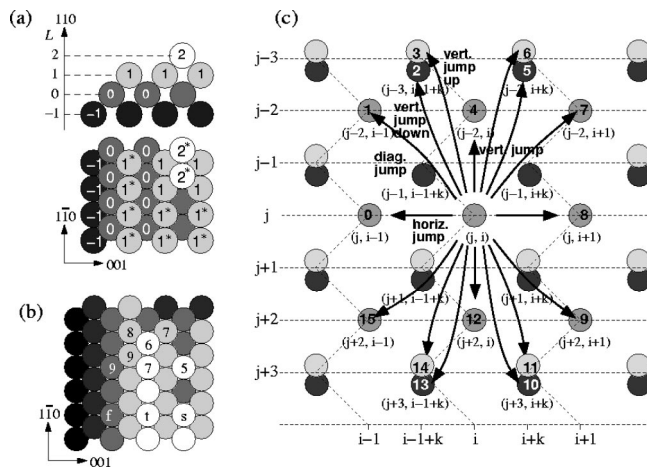 (a)
110
L
2
1
0
-1
2
1 1 1
0 0
-1
0 0 2*
-1 1* 1
0 0 2*
-1 1* 1
0 0
-1 1* 1* 1*
0 0
-1 1* 1* 1*
110
001
(b)
8 7
6
9
9 7 5
f t s
110
001
(c)
j-3
j-2
j-1
j
j+1
j+2
j+3
3 vert. jump up 6
2 5
(j-3, i-1+k) (j-2, i+k)
1 vert. jump down 4 7
(j-2, i-1) (j-2, i) (j-2, i+1)
diag. jump vert. jump
(j-1, i-1+k) (j-1, i+k)
0 8
(j, i-1) horiz. jump (j, i) (j, i+1)
(j+1, i-1+k) (j+1, i+k)
15 12 9
(j+2, i-1) (j+2, i) (j+2, i+1)
14 11
13 10
(j+3, i-1+k) (j+3, i+k)
i-1 i-1+k i i+k i+1